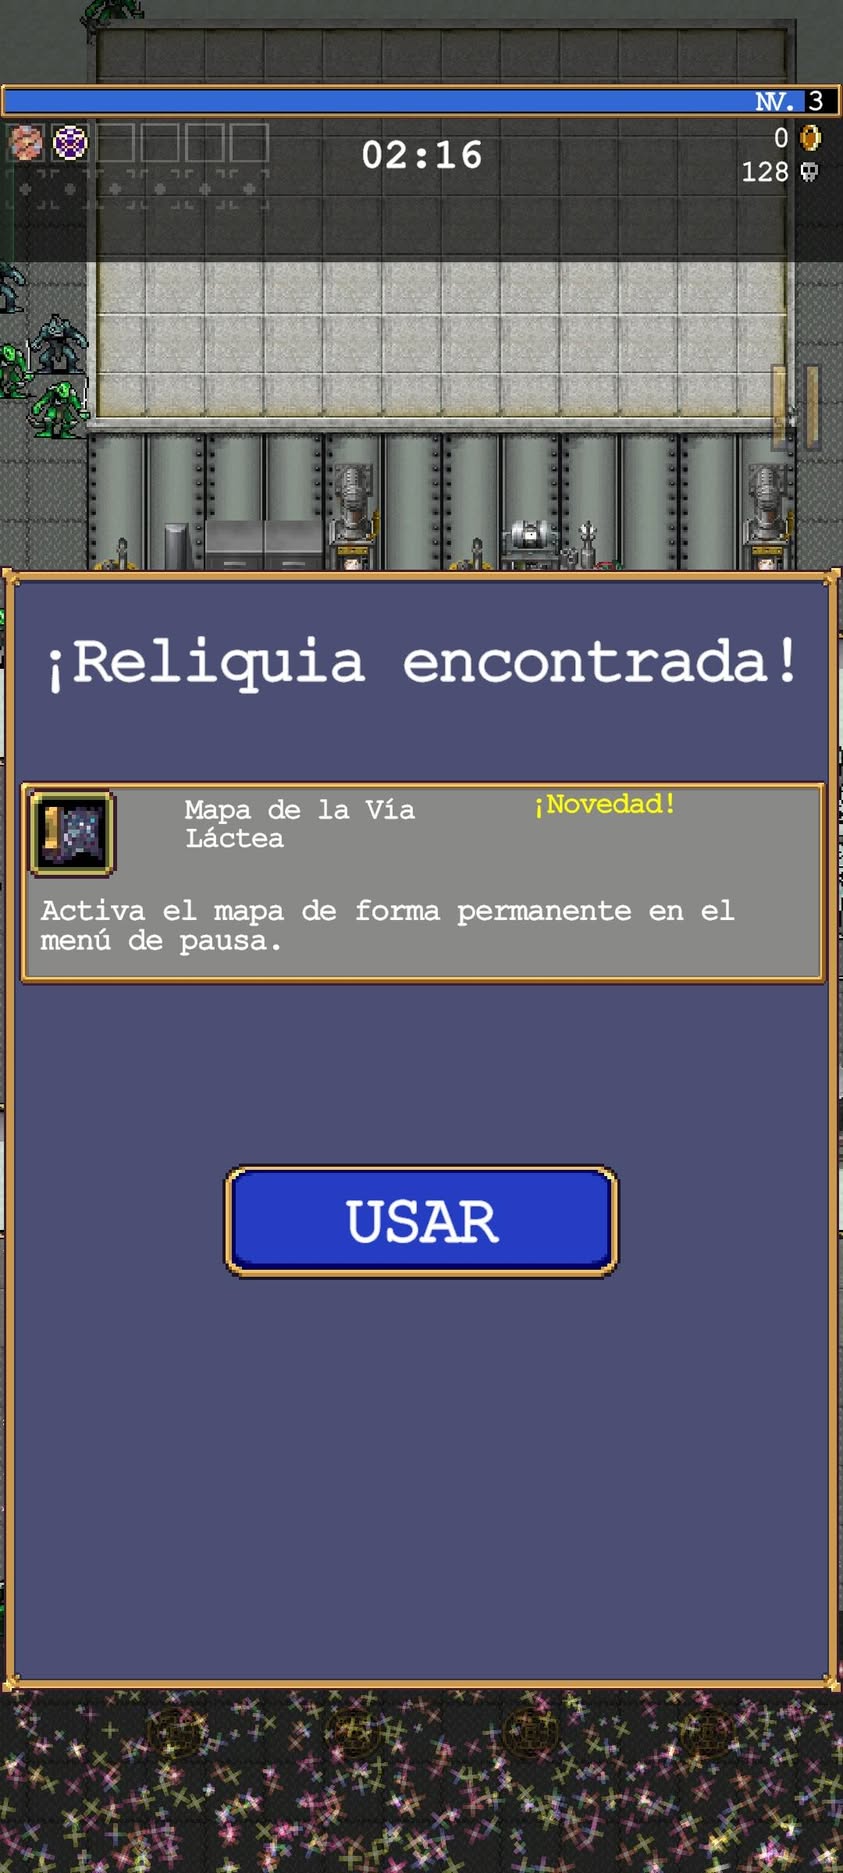 NV. 3
02:16
0
128
¡Reliquia encontrada!
Mapa de la Vía
Láctea
¡Novedad!
Activa el mapa de forma permanente en el
menú de pausa.
USAR